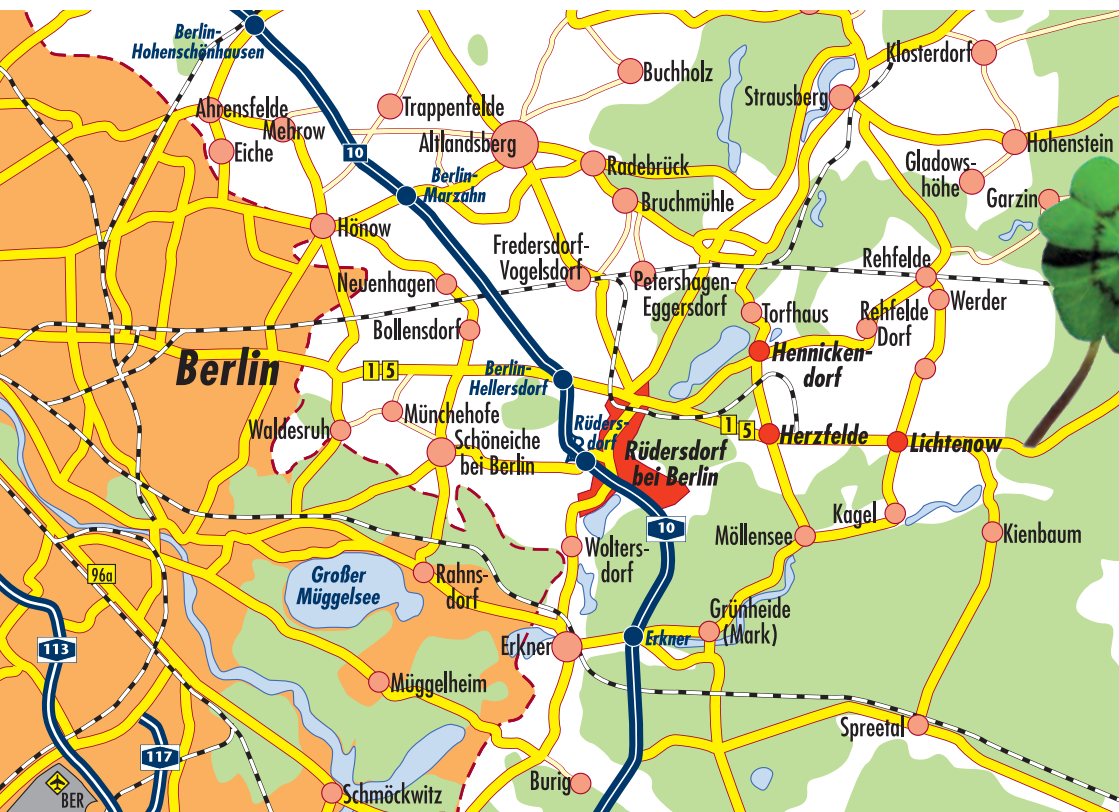 Berlin-
Hohenschönhausen
Klosterdorf
Buchholz
Strausberg
Ahrensfelde
Trappenfelde
Mehrow
Altlandsberg
Hohenstein
Eiche
10
Radebrück
Gladows-
höhe
Berlin-
Marzahn
Garzin
Bruchmühle
Hönow
Fredersdorf-
Vogelsdorf
Rehfelde
Neuenhagen
Petershagen-
Eggersdorf
Werder
Torfhaus
Rehfelde
Dorf
Bollensdorf
Berlin
Hennicken-
dorf
1 5
Berlin-
Hellersdorf
Münchehofe
Waldesruh
Schöneiche
bei Berlin
Rüders-
dorf
Rüdersdorf
bei Berlin
1 5
Herzfelde
Lichtenow
Kagel
10
Möllensee
Kienbaum
Wolters-
dorf
96a
Großer
Müggelsee
Rahns-
dorf
Grünheide
(Mark)
113
Erkner
Erkner
Müggelheim
Spreetal
117
Burig
BER
Schmöckwitz